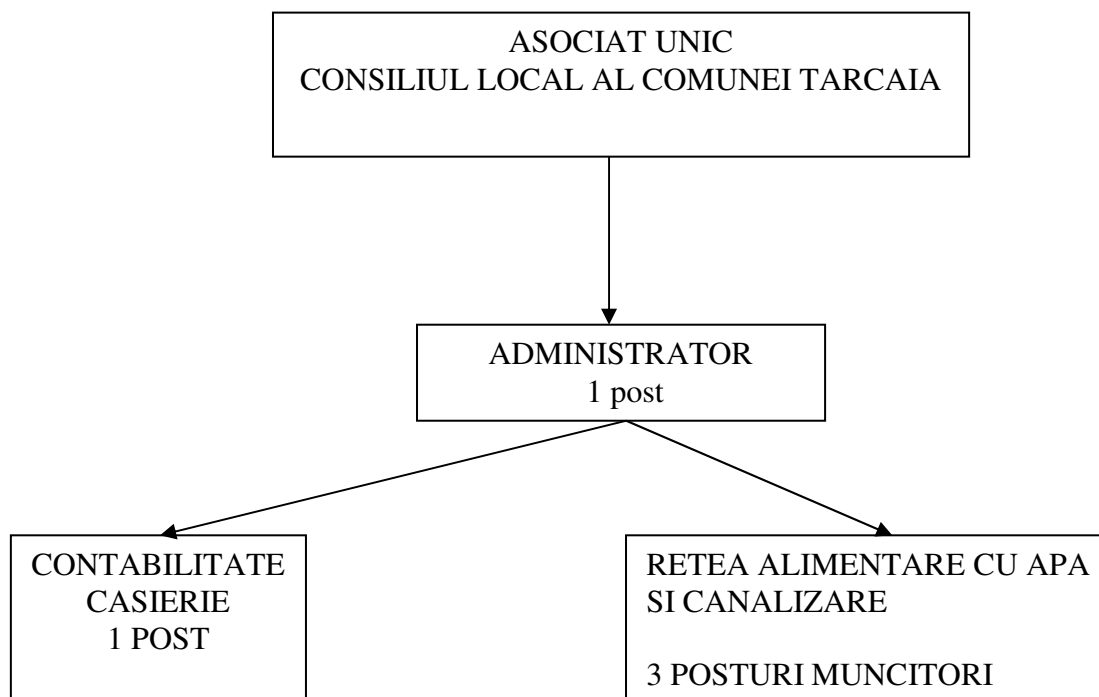 ASOCIAT UNIC
CONSILIUL LOCAL AL COMUNEI TARCAIA
ADMINISTRATOR
1 post
CONTABILITATE
CASIERIE
1 POST
RETEA ALIMENTARE CU APA
SI CANALIZARE
3 POSTURI MUNCITORI